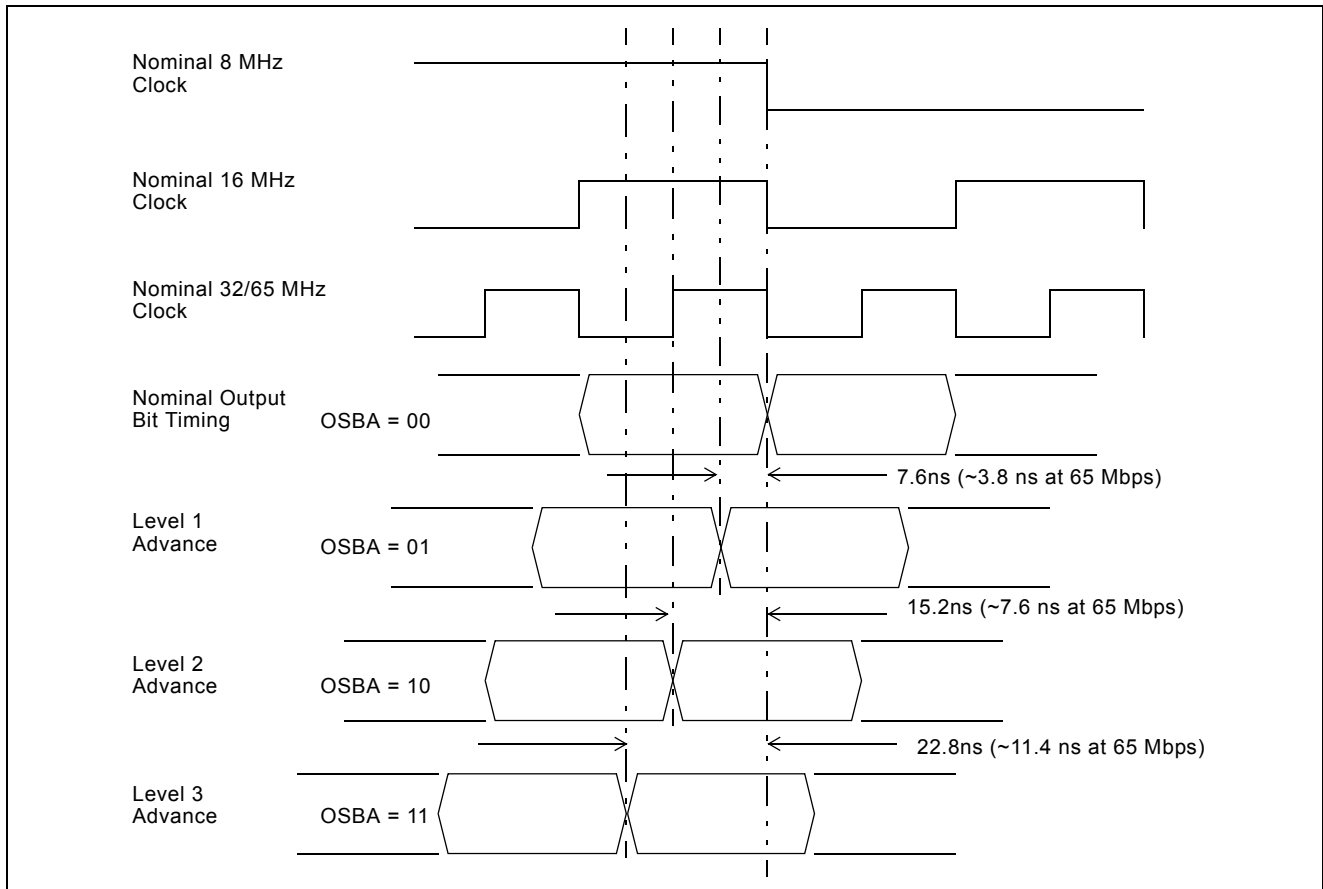 Nominal 8 MHz
Clock
Nominal 16 MHz
Clock
Nominal 32/65 MHz
Clock
Nominal Output
Bit Timing
OSBA = 00
7.6ns (~3.8 ns at 65 Mbps)
Level 1
Advance
OSBA = 01
15.2ns (~7.6 ns at 65 Mbps)
Level 2
Advance
OSBA = 10
22.8ns (~11.4 ns at 65 Mbps)
Level 3
Advance
OSBA = 11